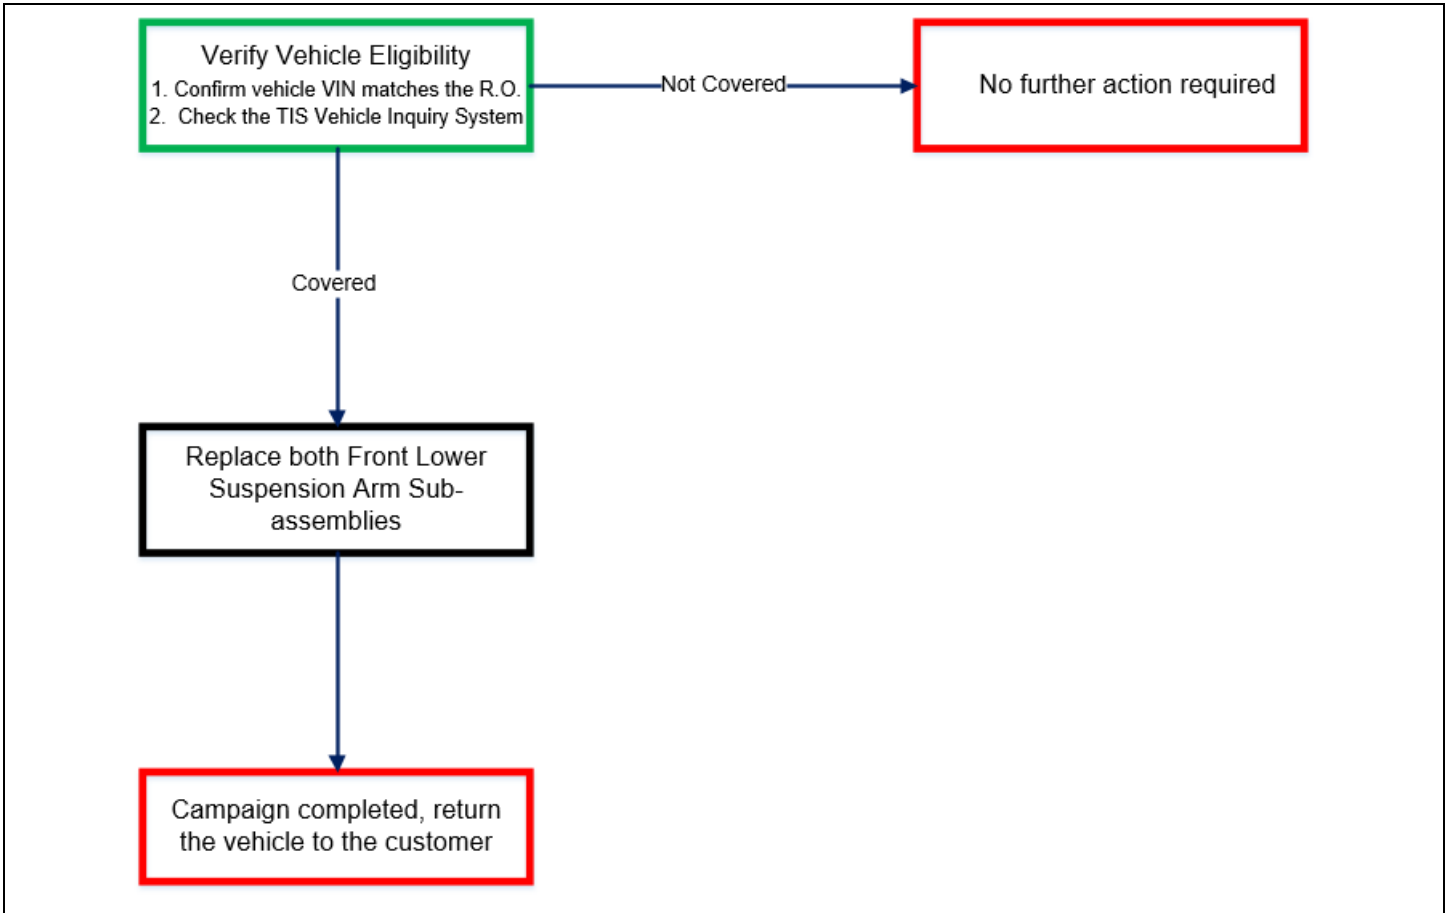 Verify Vehicle Eligibility
1. Confirm vehicle VIN matches the R.O.
2. Check the TIS Vehicle Inquiry System
Not Covered
No further action required
Covered
Replace both Front Lower
Suspension Arm Sub-
assemblies
Campaign completed, return
the vehicle to the customer